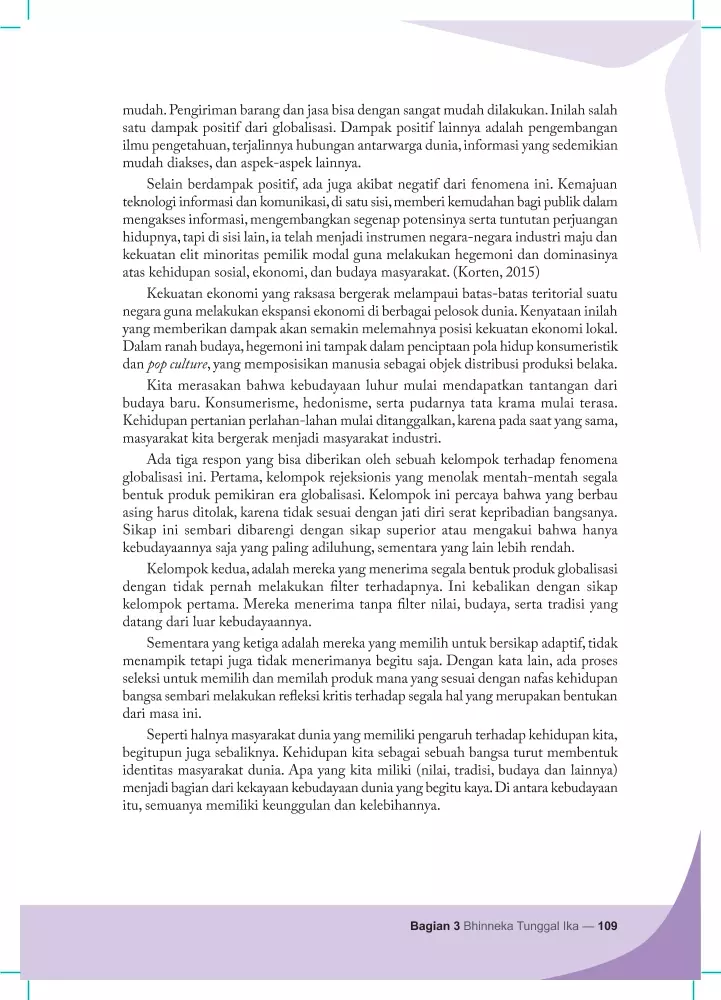 mudah. Pengiriman barang dan jasa bisa dengan sangat mudah dilakukan. Inilah salah
satu dampak positif dari globalisasi. Dampak positif lainnya adalah pengembangan
ilmu pengetahuan, terjalinnya hubungan antarwarga dunia, informasi yang sedemikian
mudah diakses, dan aspek-aspek lainnya.
Selain berdampak positif, ada juga akibat negatif dari fenomena ini. Kemajuan
teknologi informasi dan komunikasi, di satu sisi, memberi kemudahan bagi publik dalam
mengakses informasi, mengembangkan segenap potensinya serta tuntutan perjuangan
hidupnya, tapi di sisi lain, ia telah menjadi instrumen negara-negara industri maju dan
kekuatan elit minoritas pemilik modal guna melakukan hegemoni dan dominasinya
atas kehidupan sosial, ekonomi, dan budaya masyarakat. (Korten, 2015)
Kekuatan ekonomi yang raksasa bergerak melampaui batas-batas teritorial suatu
negara guna melakukan ekspansi ekonomi di berbagai pelosok dunia. Kenyataan inilah
yang memberikan dampak akan semakin melemahnya posisi kekuatan ekonomi lokal.
Dalam ranah budaya, hegemoni ini tampak dalam penciptaan pola hidup konsumeristik
dan pop culture, yang memposisikan manusia sebagai objek distribusi produksi belaka.
Kita merasakan bahwa kebudayaan luhur mulai mendapatkan tantangan dari
budaya baru. Konsumerisme, hedonisme, serta pudarnya tata krama mulai terasa.
Kehidupan pertanian perlahan-lahan mulai ditanggalkan, karena pada saat yang sama,
masyarakat kita bergerak menjadi masyarakat industri.
Ada tiga respon yang bisa diberikan oleh sebuah kelompok terhadap fenomena
globalisasi ini. Pertama, kelompok rejeksionis yang menolak mentah-mentah segala
bentuk produk pemikiran era globalisasi. Kelompok ini percaya bahwa yang berbau
asing harus ditolak, karena tidak sesuai dengan jati diri serat kepribadian bangsanya.
Sikap ini sembari dibarengi dengan sikap superior atau mengakui bahwa hanya
kebudayaannya saja yang paling adiluhung, sementara yang lain lebih rendah.
Kelompok kedua, adalah mereka yang menerima segala bentuk produk globalisasi
dengan tidak pernah melakukan filter terhadapnya. Ini kebalikan dengan sikap
kelompok pertama. Mereka menerima tanpa filter nilai, budaya, serta tradisi yang
datang dari luar kebudayaannya.
Sementara yang ketiga adalah mereka yang memilih untuk bersikap adaptif, tidak
menampik tetapi juga tidak menerimanya begitu saja. Dengan kata lain, ada proses
seleksi untuk memilih dan memilah produk mana yang sesuai dengan nafas kehidupan
bangsa sembari melakukan refleksi kritis terhadap segala hal yang merupakan bentukan
dari masa ini.
Seperti halnya masyarakat dunia yang memiliki pengaruh terhadap kehidupan kita,
begitupun juga sebaliknya. Kehidupan kita sebagai sebuah bangsa turut membentuk
identitas masyarakat dunia. Apa yang kita miliki (nilai, tradisi, budaya dan lainnya)
menjadi bagian dari kekayaan kebudayaan dunia yang begitu kaya. Di antara kebudayaan
itu, semuanya memiliki keunggulan dan kelebihannya.
Bagian 3 Bhinneka Tunggal Ika — 109